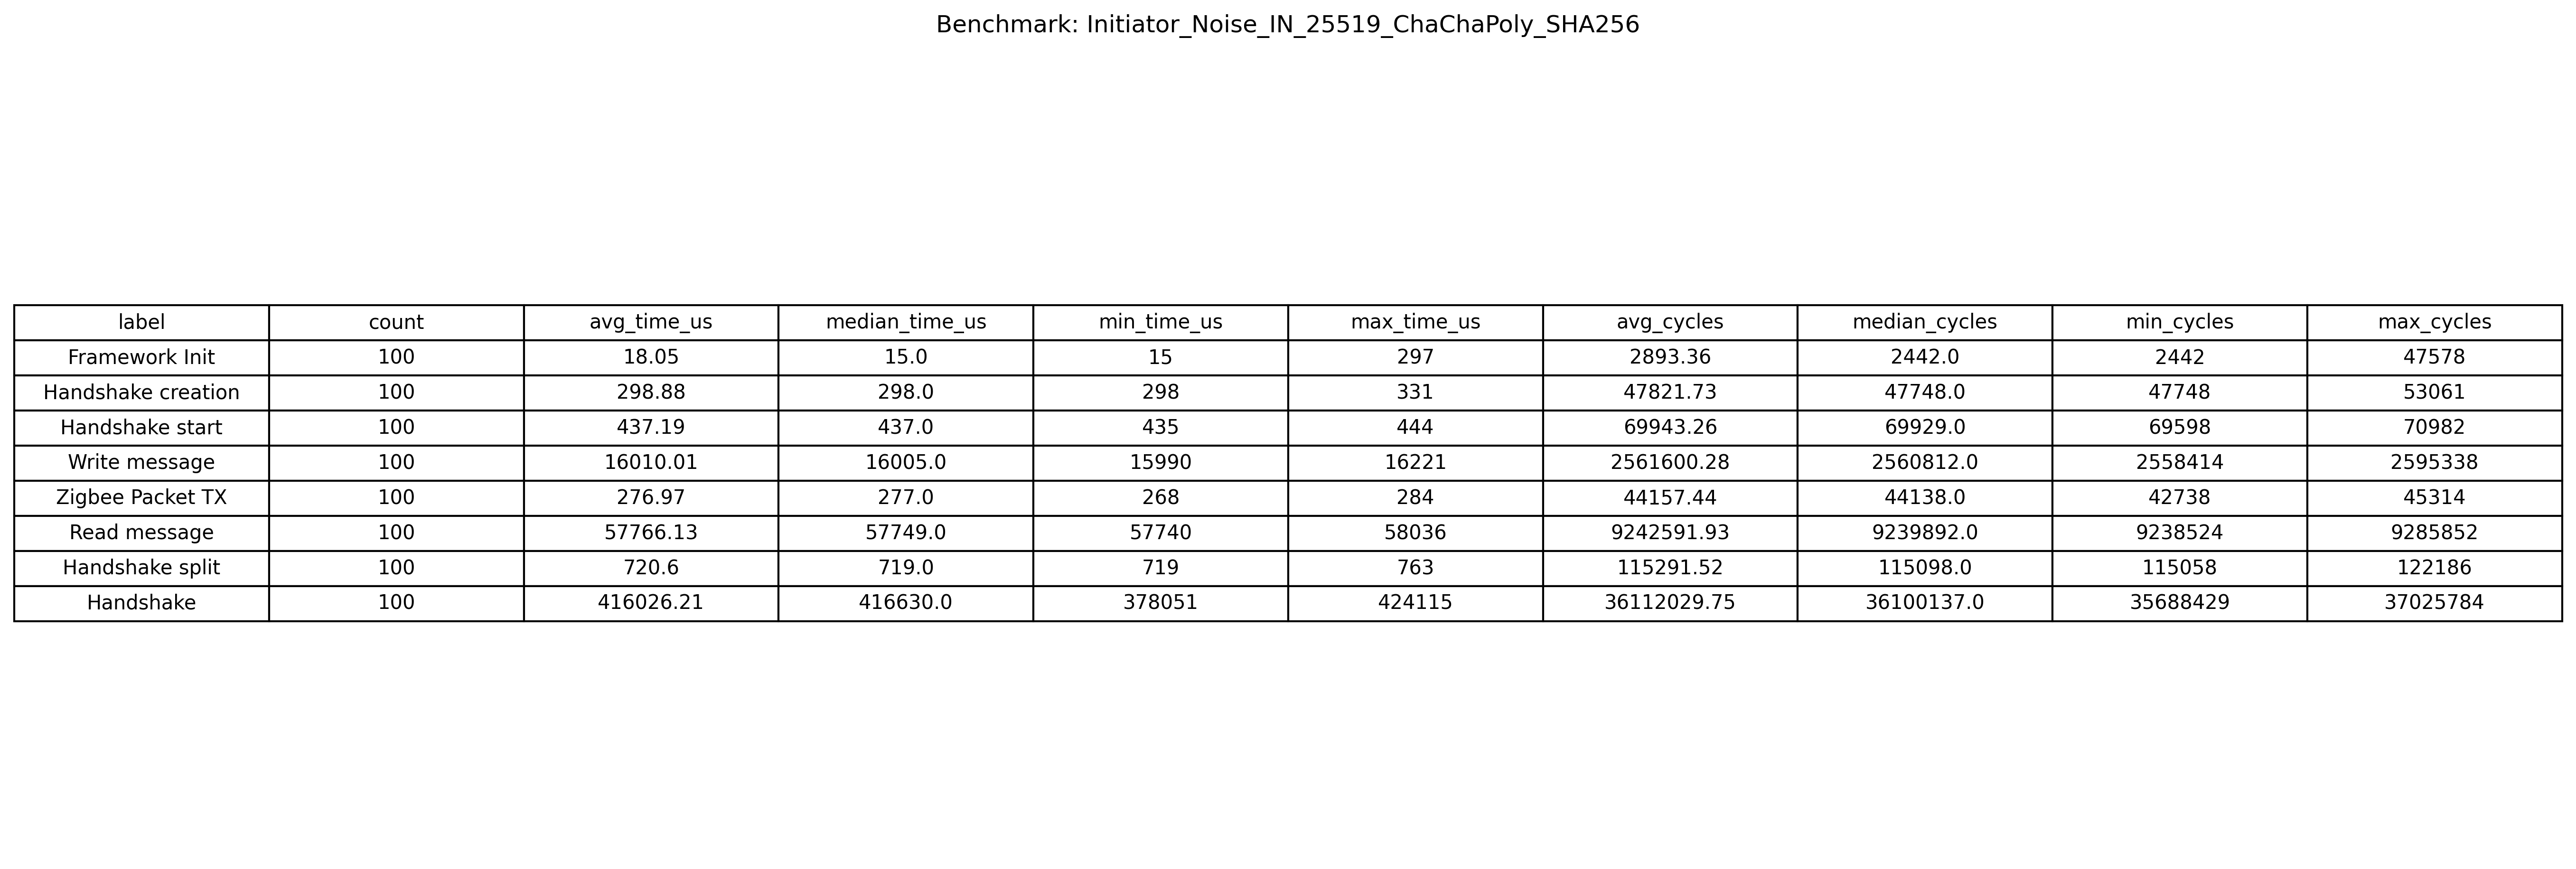 Benchmark: Initiator_Noise_IN_25519_ChaChaPoly_SHA256
label count avg_time_us median_time_us min_time_us max_time_us avg_cycles median_cycles min_cycles max_cycles
Framework Init 100 18.05 15.0 15 297 2893.36 2442.0 2442 47578
Handshake creation 100 298.88 298.0 298 331 47821.73 47748.0 47748 53061
Handshake start 100 437.19 437.0 435 444 69943.26 69929.0 69598 70982
Write message 100 16010.01 16005.0 15990 16221 2561600.28 2560812.0 2558414 2595338
Zigbee Packet TX 100 276.97 277.0 268 284 44157.44 44138.0 42738 45314
Read message 100 57766.13 57749.0 57740 58036 9242591.93 9239892.0 9238524 9285852
Handshake split 100 720.6 719.0 719 763 115291.52 115098.0 115058 122186
Handshake 100 416026.21 416630.0 378051 424115 36112029.75 36100137.0 35688429 37025784